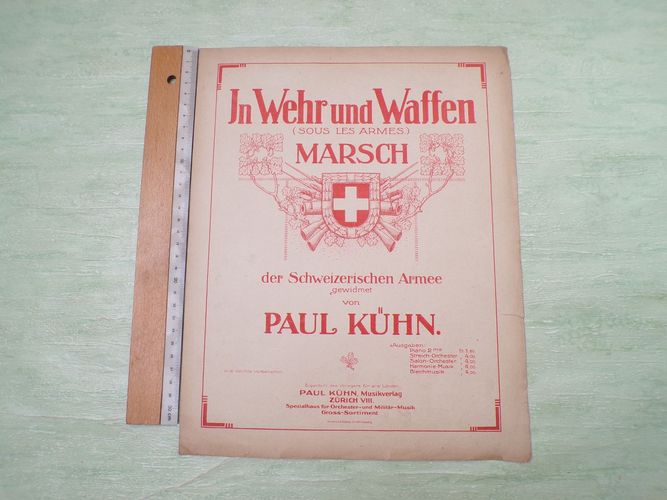 In Wehr und Waffen
(SOUS LES ARMES.)
MARSCH
der Schweizerischen Armee
gewidmet
von
PAUL KÜHN.
Ausgaben:
Piano 2
Streich-Orchester
Salon-Orchester
Harmonie-Musik
Blechmusik
PAUL KÜHN, Musikverlag
ZÜRICH VIII.
Spezialhaus für Orchester- und Militär-Musik
Gross-Sortiment